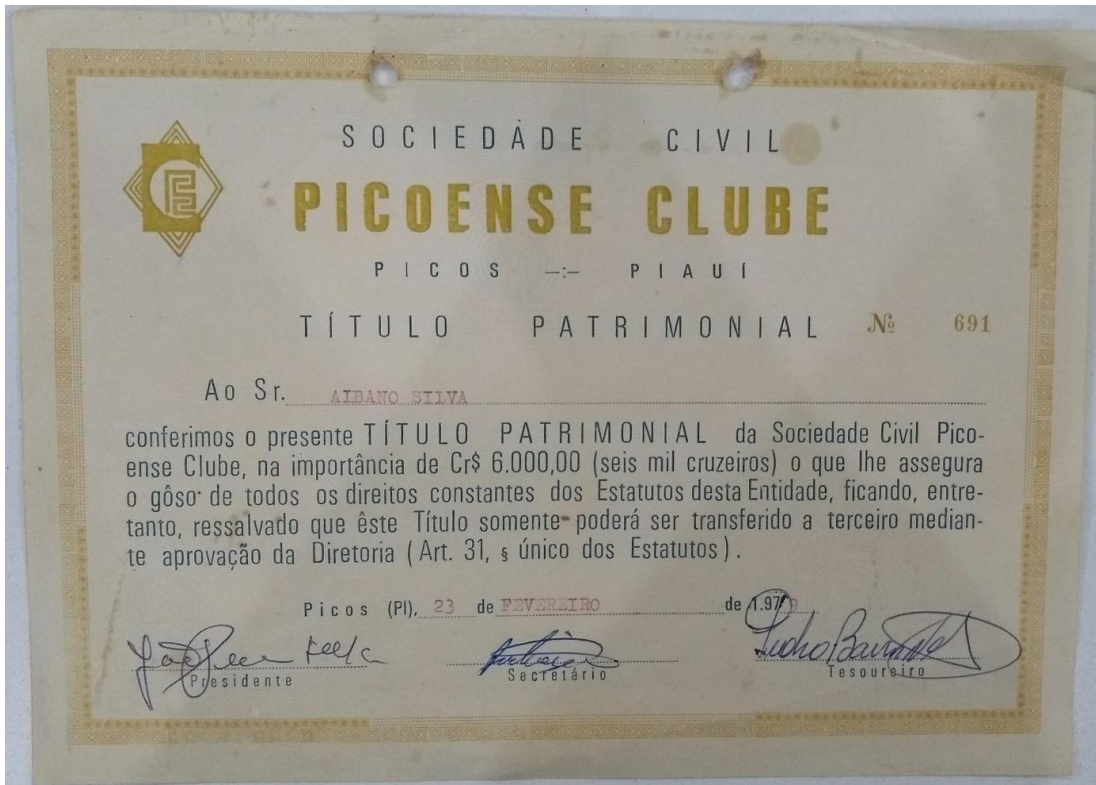 SOCIEDADE CIVIL
PICOENSE CLUBE
PICOS —:— PIAUÍ
TÍTULO PATRIMONIAL Nº 691
Ao Sr. ALBANO SILVA
conferimos o presente TÍTULO PATRIMONIAL da Sociedade Civil Pico-
ense Clube, na importância de Cr$ 6.000,00 (seis mil cruzeiros) o que lhe assegura
o gôso de todos os direitos constantes dos Estatutos desta Entidade, ficando, entre-
tanto, ressalvado que êste Título somente poderá ser transferido a terceiro median-
te aprovação da Diretoria (Art. 31, § único dos Estatutos).
Picos (PI), 23 de FEVEREIRO de 1.979
Presidente Secretário Tesoureiro